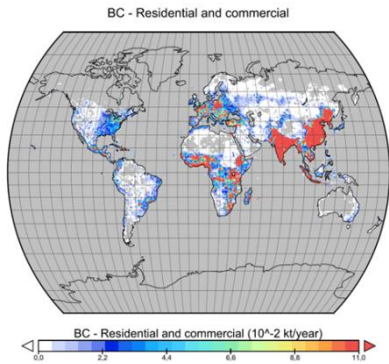 BC - Residential and commercial
BC - Residential and commercial (10^-2 kt/year)
0,0 2,2 4,4 6,6 8,8 11,0